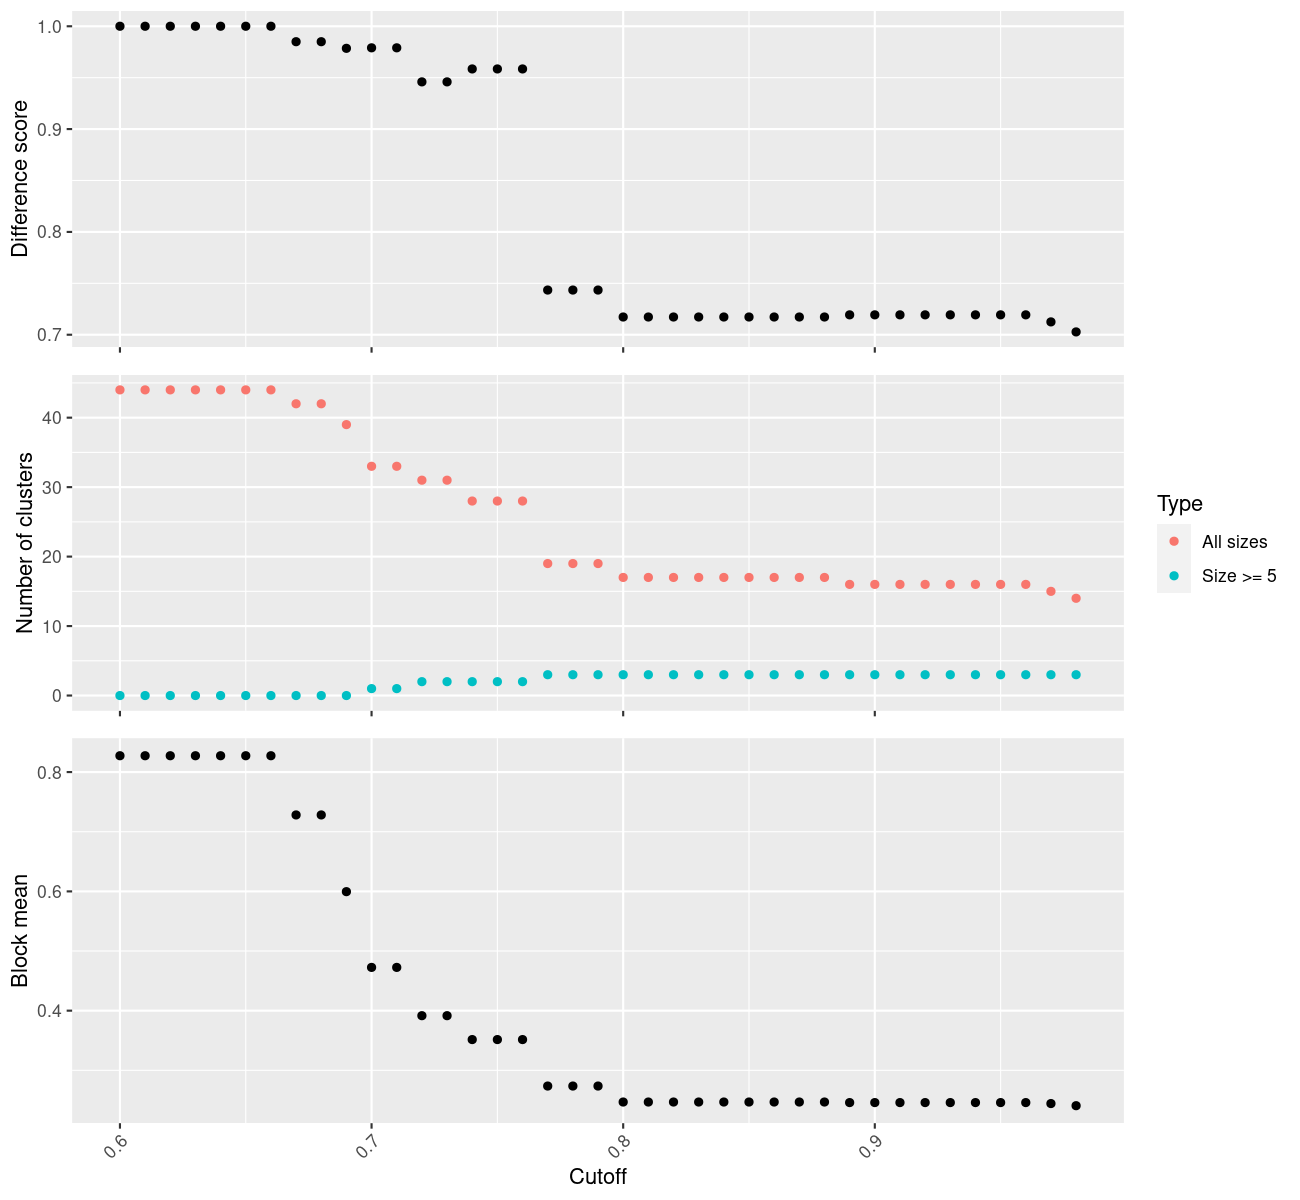 Difference score
1.0
0.9
0.8
0.7
Number of clusters
40
30
20
10
0
Type
All sizes
Size >= 5
Block mean
0.8
0.6
0.4
0.6
0.7
0.8
0.9
Cutoff